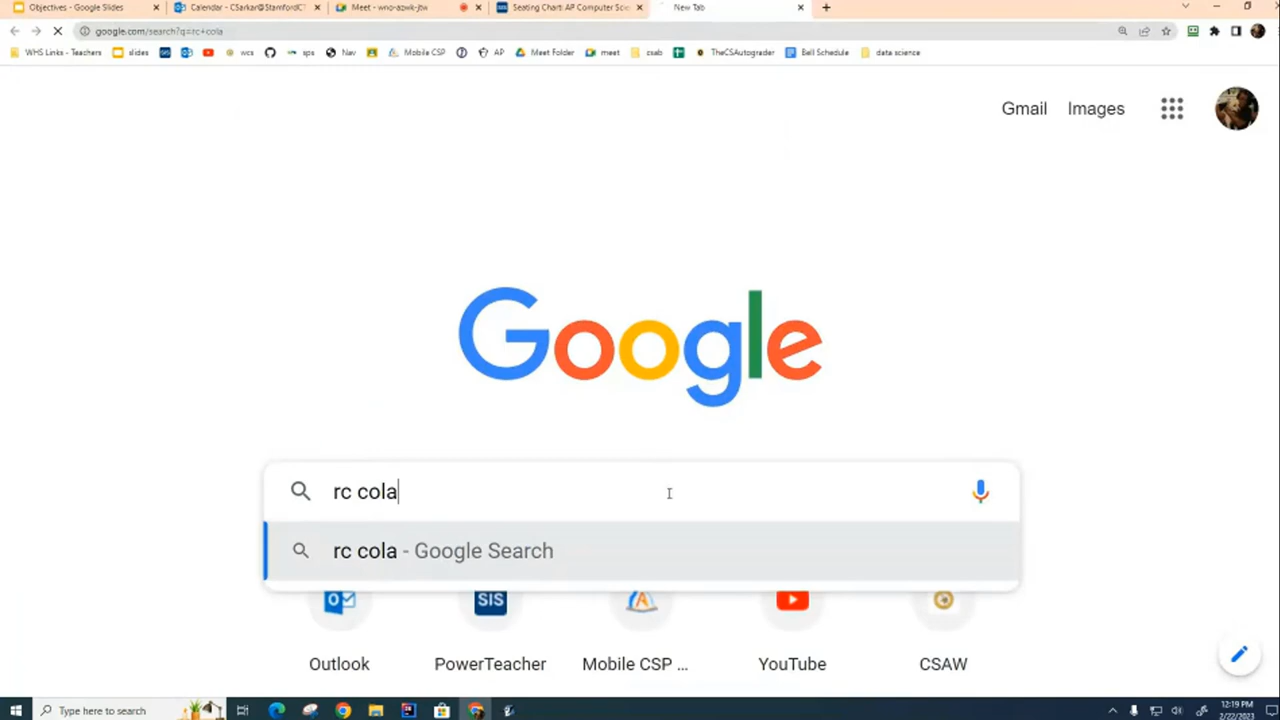 Objectives - Google Slides
Calendar - CSarkar@StamfordCT
Meet - wno-azwk-jtw
Seating Chart: AP Computer Scie
New Tab
google.com/search?q=rc+cola
WHS Links - Teachers
slides
wcs
sps
Nav
Mobile CSP
AP
Meet Folder
meet
csab
TheCSAutograder
Bell Schedule
data science
Gmail
Images
Google
rc cola
rc cola - Google Search
SIS
Outlook
PowerTeacher
Mobile CSP ...
YouTube
CSAW
Type here to search
12:19 PM
2/22/2023